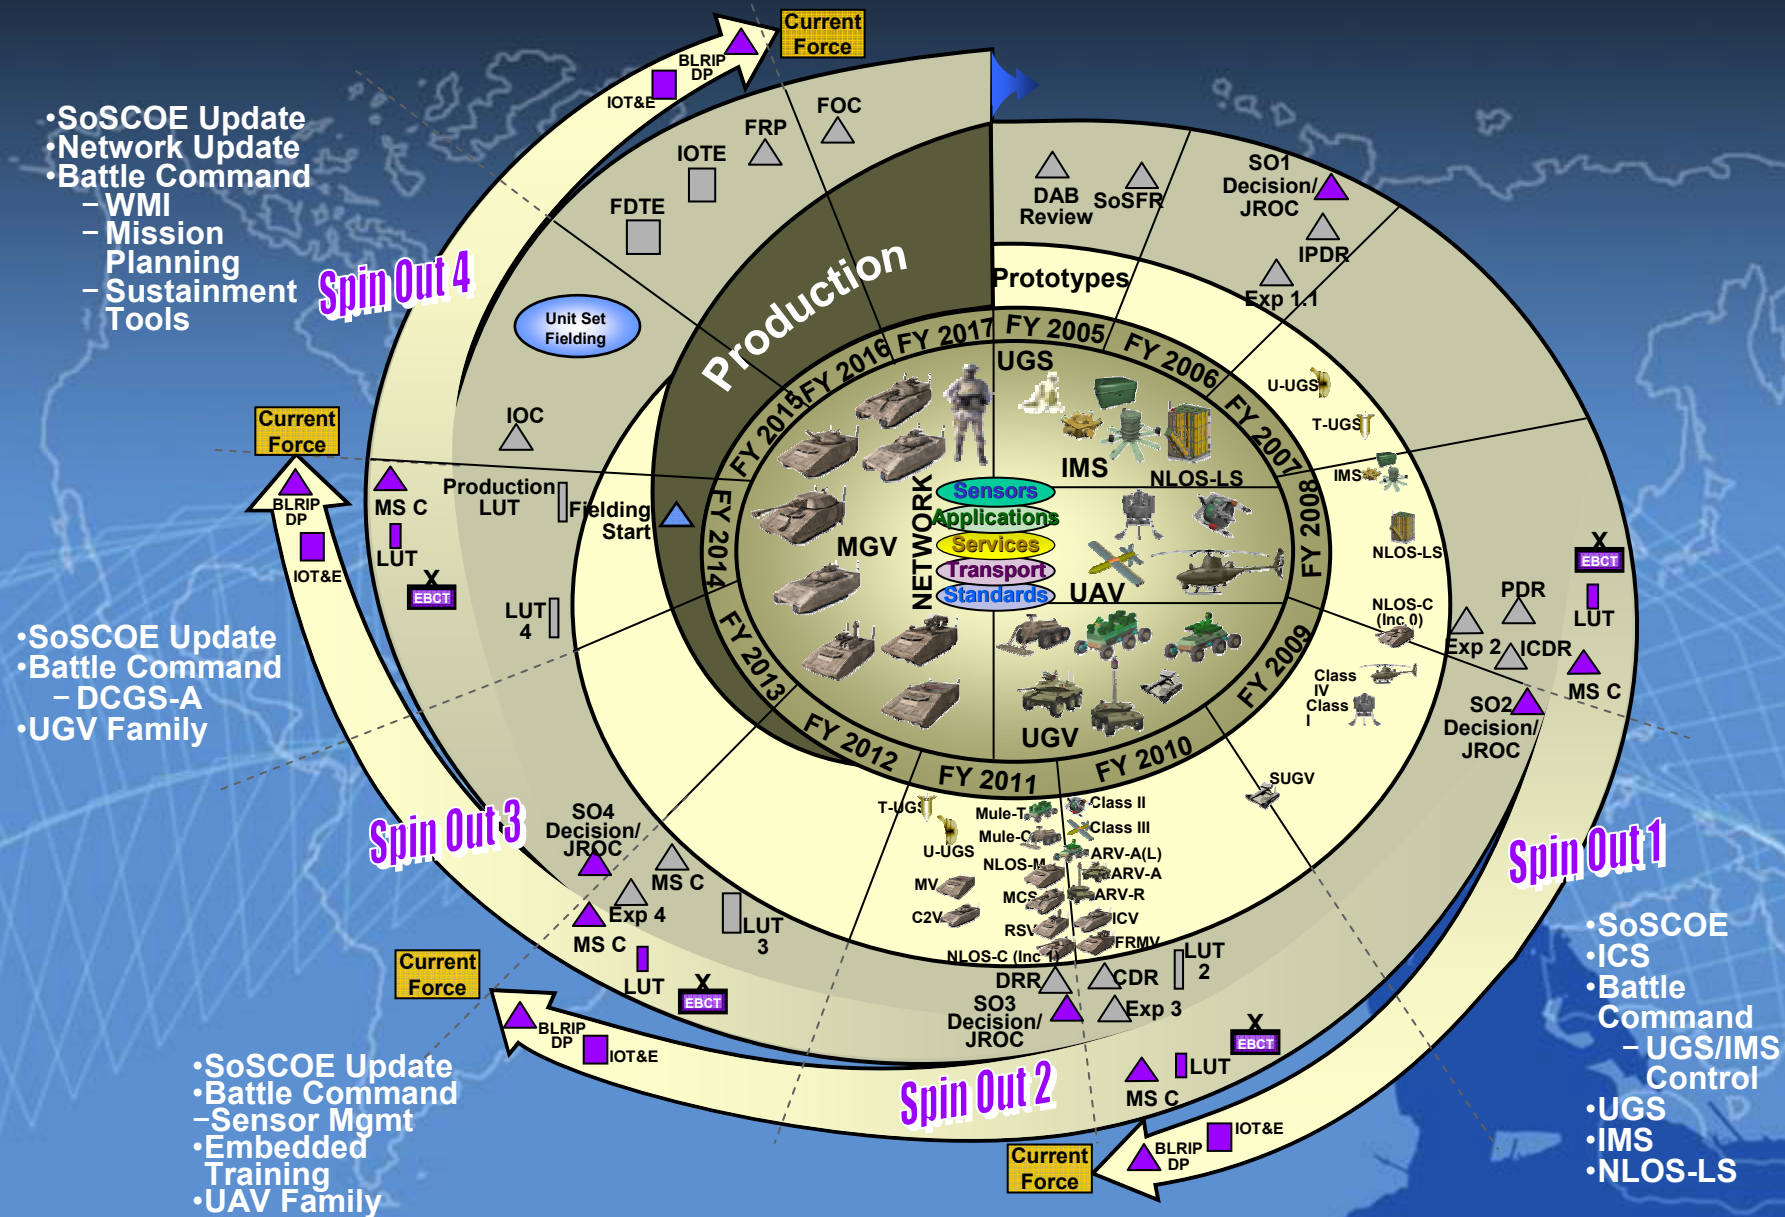 Current
Force
BLRIP
DP
IOT&E
•SoSCOE Update
•Network Update
•Battle Command
–WMI
–Mission
Planning
–Sustainment
Tools
Spin Out 4
FOC
FRP
IOTE
FDTE
Unit Set
Fielding
IOC
Production
DAB
Review
SoSFR
SO1
Decision/
JROC
IPDR
Exp 1.1
Prototypes
FY 2005
FY 2006
FY 2007
FY 2008
FY 2009
FY 2010
FY 2011
FY 2012
FY 2013
FY 2014
FY 2015
FY 2016
FY 2017
UGS
IMS
NLOS-LS
NETWORK
Sensors
Applications
Services
Transport
Standards
MGV
UAV
UGV
U-UGS
T-UGS
IMS
NLOS-LS
NLOS-C
(Inc 0)
Class
IV
Class
I
SUGV
X
EBCT
LUT
PDR
Exp 2
ICDR
MS C
SO2
Decision/
JROC
Spin Out 1
•SoSCOE
•ICS
•Battle
Command
–UGS/IMS
Control
•UGS
•IMS
•NLOS-LS
Current
Force
BLRIP
DP
IOT&E
MS C
LUT
X
EBCT
Production
LUT
Fielding
Start
LUT
4
•SoSCOE Update
•Battle Command
–DCGS-A
•UGV Family
Spin Out 3
SO4
Decision/
JROC
MS C
Exp 4
MS C
LUT
3
LUT
X
EBCT
T-UGS
U-UGS
MV
C2V
Mule-T
Mule-C
NLOS-M
MCS
RSV
NLOS-C (Inc 1)
Class II
Class III
ARV-A(L)
ARV-A
ARV-R
ICV
FRMV
DRR
CDR
LUT
2
SO3
Decision/
JROC
Exp 3
X
EBCT
LUT
MS C
Spin Out 2
Current
Force
BLRIP
DP
IOT&E
•SoSCOE Update
•Battle Command
–Sensor Mgmt
•Embedded
Training
•UAV Family
Current
Force
BLRIP
DP
IOT&E